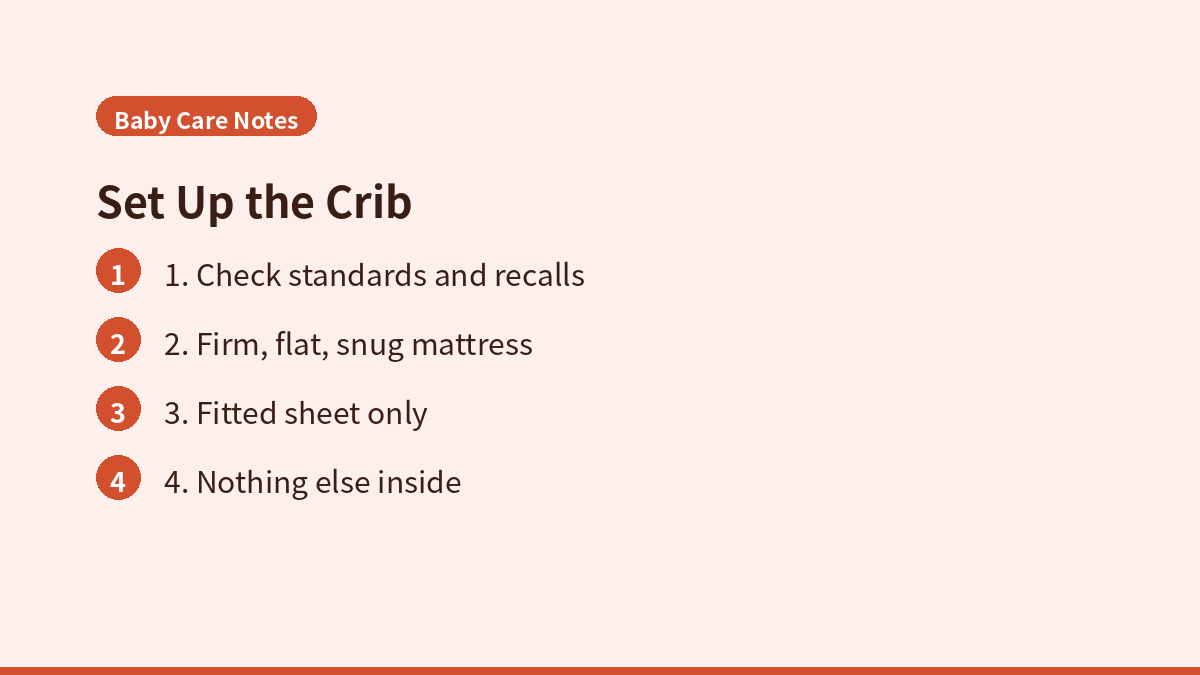 Baby Care Notes
Set Up the Crib
1 1. Check standards and recalls
2 2. Firm, flat, snug mattress
3 3. Fitted sheet only
4 4. Nothing else inside